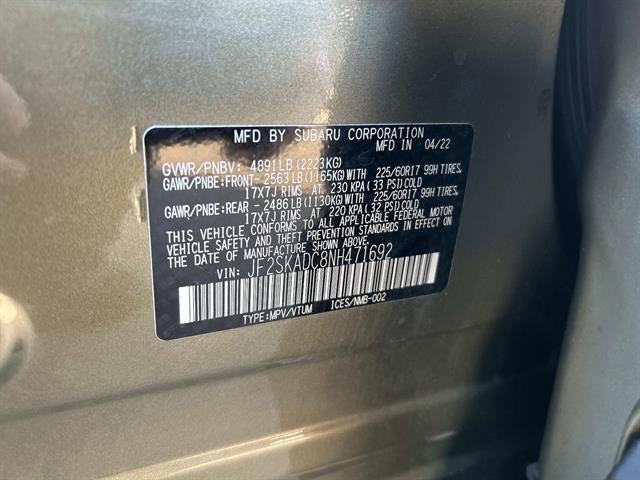 MFD BY SUBARU CORPORATION
MFD IN 04/22
GVWR/PNBV: 4891LB(2223KG)
GAWR/PNBE:FRONT- 2563LB(1165KG)WITH 225/60R17 99H TIRES,
17X7J RIMS AT 230 KPA(33 PSI)COLD
GAWR/PNBE:REAR - 2486LB(1130KG)WITH 225/60R17 99H TIRES,
17X7J RIMS AT 220 KPA(32 PSI)COLD
THIS VEHICLE CONFORMS TO ALL APPLICABLE FEDERAL MOTOR
VEHICLE SAFETY AND THEFT PREVENTION STANDARDS IN EFFECT
ON THE DATE OF MANUFACTURE SHOWN ABOVE.
VIN: JF2SKADC8NH471692
TYPE:MPV/VTUM ICES/NMB-002